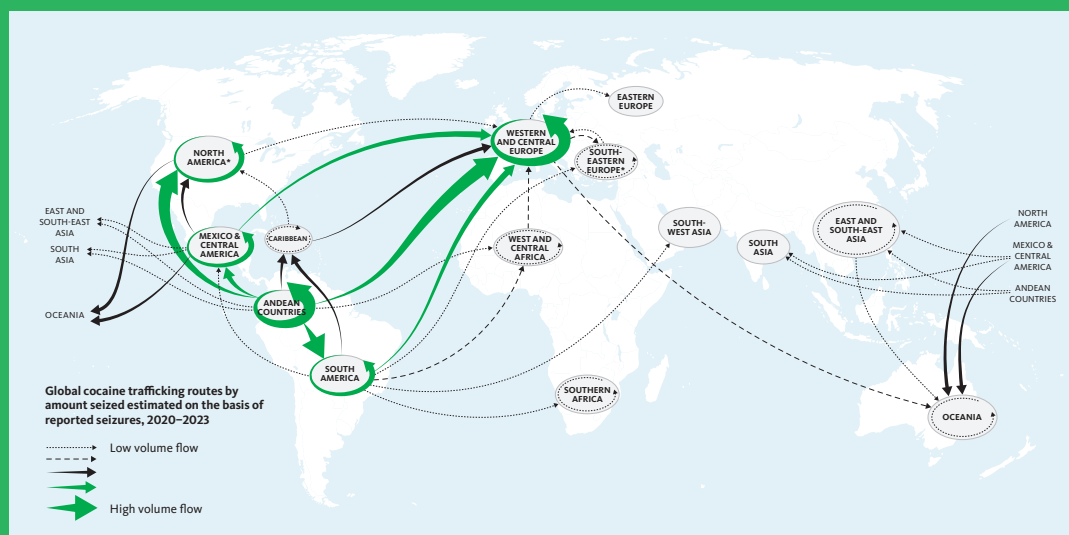 EASTERN
EUROPE
WESTERN
AND CENTRAL
EUROPE
NORTH
AMERICA*
SOUTH-
EASTERN
EUROPE*
EAST AND
SOUTH-EAST
ASIA
SOUTH
ASIA
OCEANIA
MEXICO &
CENTRAL
AMERICA
CARIBBEAN
WEST AND
CENTRAL
AFRICA
SOUTH-
WEST ASIA
SOUTH
ASIA
EAST AND
SOUTH-EAST
ASIA
NORTH
AMERICA
MEXICO &
CENTRAL
AMERICA
ANDEAN
COUNTRIES
ANDEAN
COUNTRIES
SOUTH
AMERICA
SOUTHERN
AFRICA
OCEANIA
Global cocaine trafficking routes by
amount seized estimated on the basis of
reported seizures, 2020–2023
Low volume flow
High volume flow